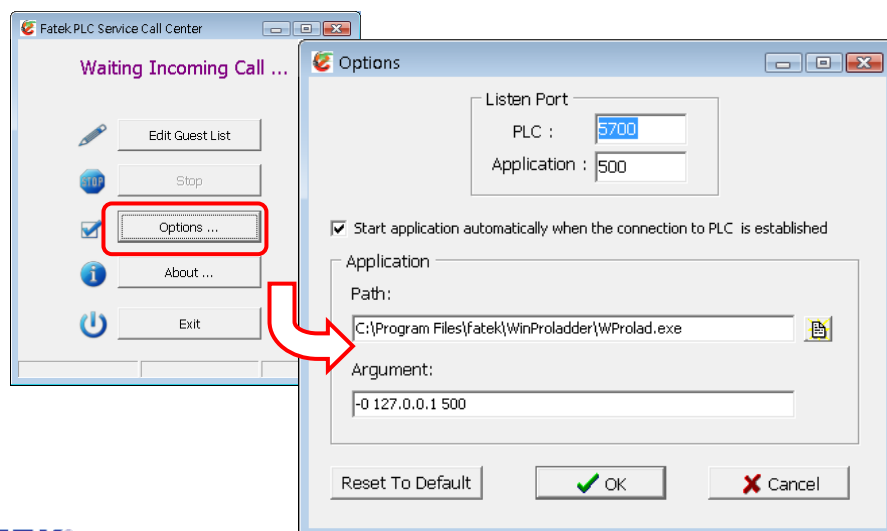 Fatek PLC Service Call Center
Waiting Incoming Call ...
Edit Guest List
STOP
Stop
Options ...
About ...
Exit
Options
Listen Port
PLC :
5700
Application :
500
Start application automatically when the connection to PLC is established
Application
Path:
C:\Program Files\fatek\WinProladder\WProlad.exe
Argument:
-0 127.0.0.1 500
Reset To Default
OK
Cancel